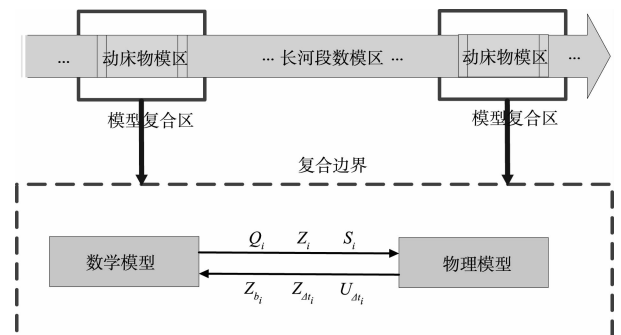 ... 动床物模区 ... 长河段数模区 ... 动床物模区 ...
模型复合区 模型复合区
复合边界
数学模型 Q_i Z_i S_i 物理模型
Z_{b_i} Z_{Δt_i} U_{Δt_i}